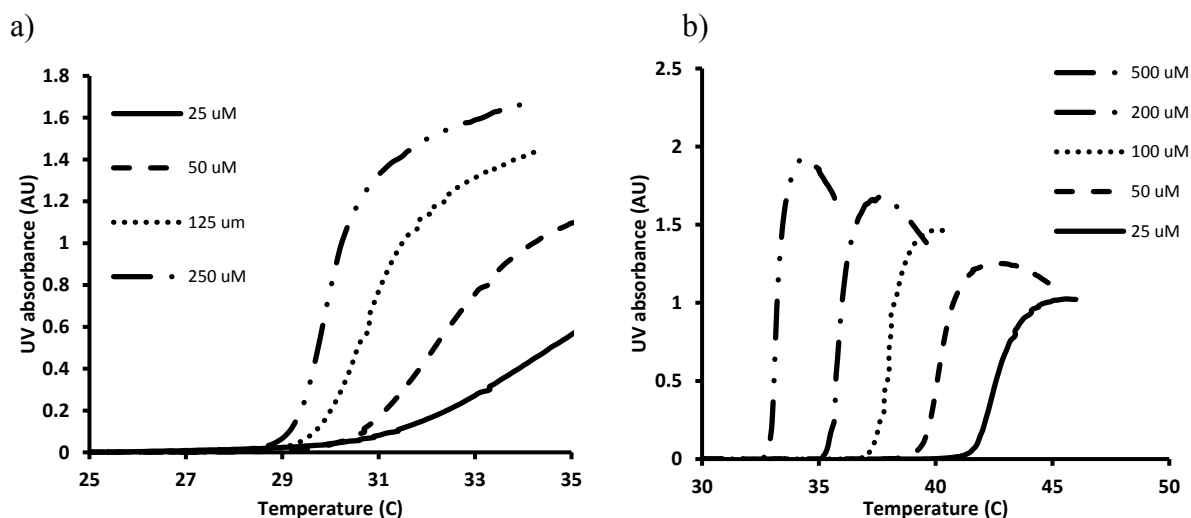 a)
1.8
1.6
1.4
1.2
1
0.8
0.6
0.4
0.2
0
UV absorbance (AU)
25 uM
50 uM
125 um
250 uM
25 27 29 31 33 35
Temperature (C)
b)
2.5
2
1.5
1
0.5
0
UV absorbance (AU)
500 uM
200 uM
100 uM
50 uM
25 uM
30 35 40 45 50
Temperature (C)